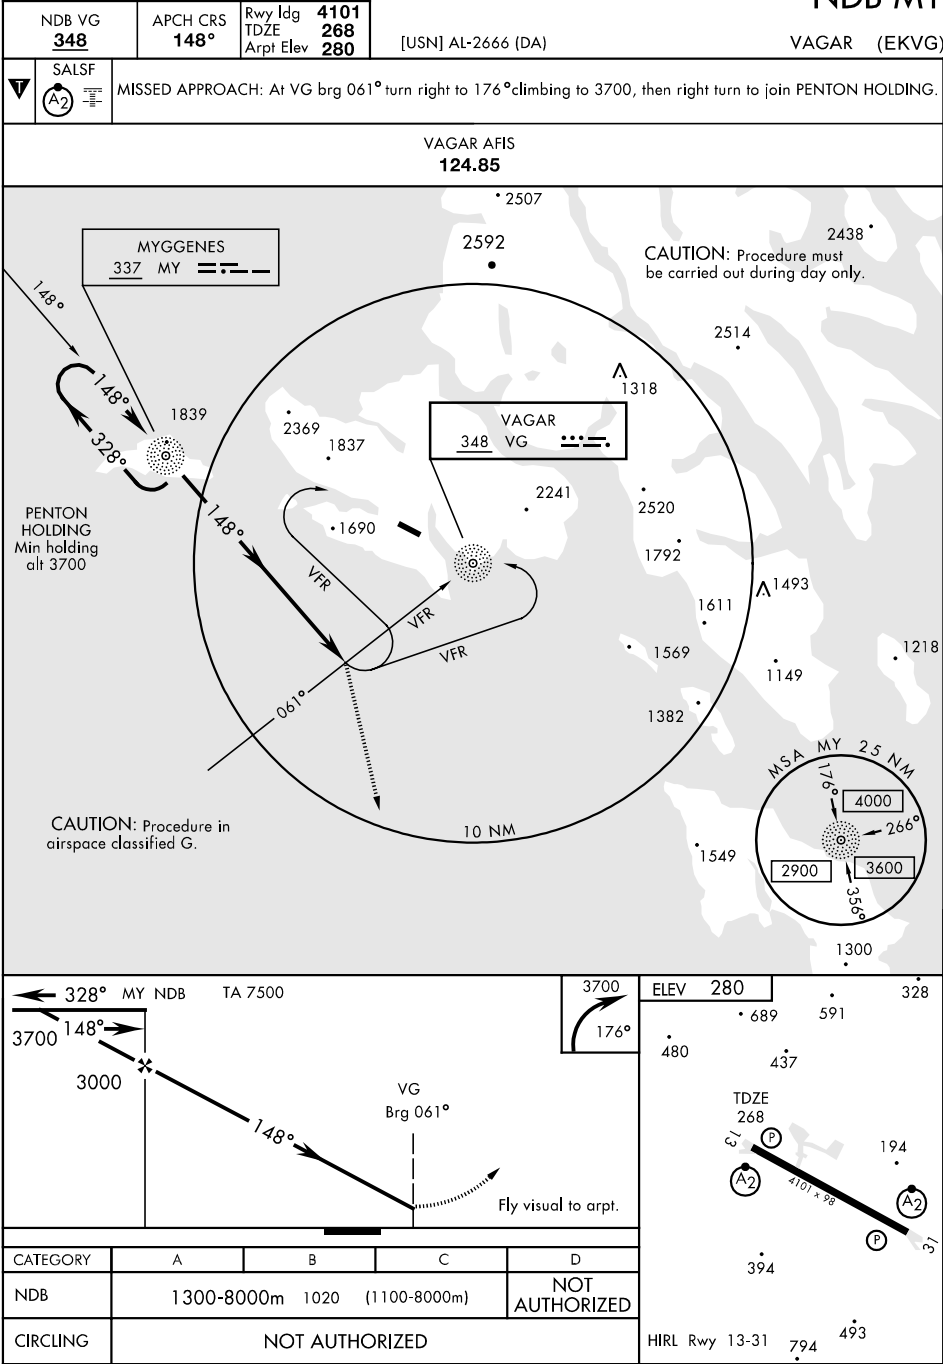 NDB MY
NDB VG
348
APCH CRS
148°
Rwy ldg 4101
TDZE 268
Arpt Elev 280
[USN] AL-2666 (DA)
VAGAR (EKVG)
T
SALSF
A2
MISSED APPROACH: At VG brg 061° turn right to 176° climbing to 3700, then right turn to join PENTON HOLDING.
VAGAR AFIS
124.85
2507
2592
2438
CAUTION: Procedure must
be carried out during day only.
MYGGENES
337 MY
148°
2514
1318
148°
328°
1839
2369
1837
VAGAR
348 VG
2241
2520
1690
148°
1792
PENTON
HOLDING
Min holding
alt 3700
VFR
VFR
VFR
1493
1611
1569
1218
1149
1382
061°
10 NM
CAUTION: Procedure in
airspace classified G.
MSA MY 25 NM
176°
4000
266°
2900
3600
356°
1549
1300
328° MY NDB TA 7500
3700 148°
3000
148°
VG
Brg 061°
Fly visual to arpt.
3700
176°
ELEV 280
328
689
591
480
437
TDZE
268
13
P
A2
4101 x 98
194
A2
P
31
394
493
794
HIRL Rwy 13-31
CATEGORY A B C D
NDB 1300-8000m 1020 (1100-8000m) NOT
AUTHORIZED
CIRCLING NOT AUTHORIZED